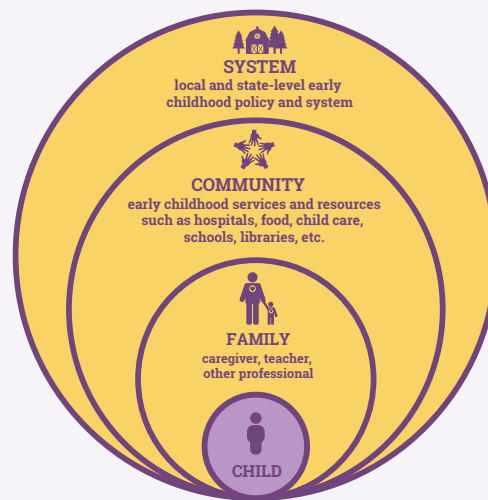 SYSTEM
local and state-level early
childhood policy and system
COMMUNITY
early childhood services and resources
such as hospitals, food, child care,
schools, libraries, etc.
FAMILY
caregiver, teacher,
other professional
CHILD